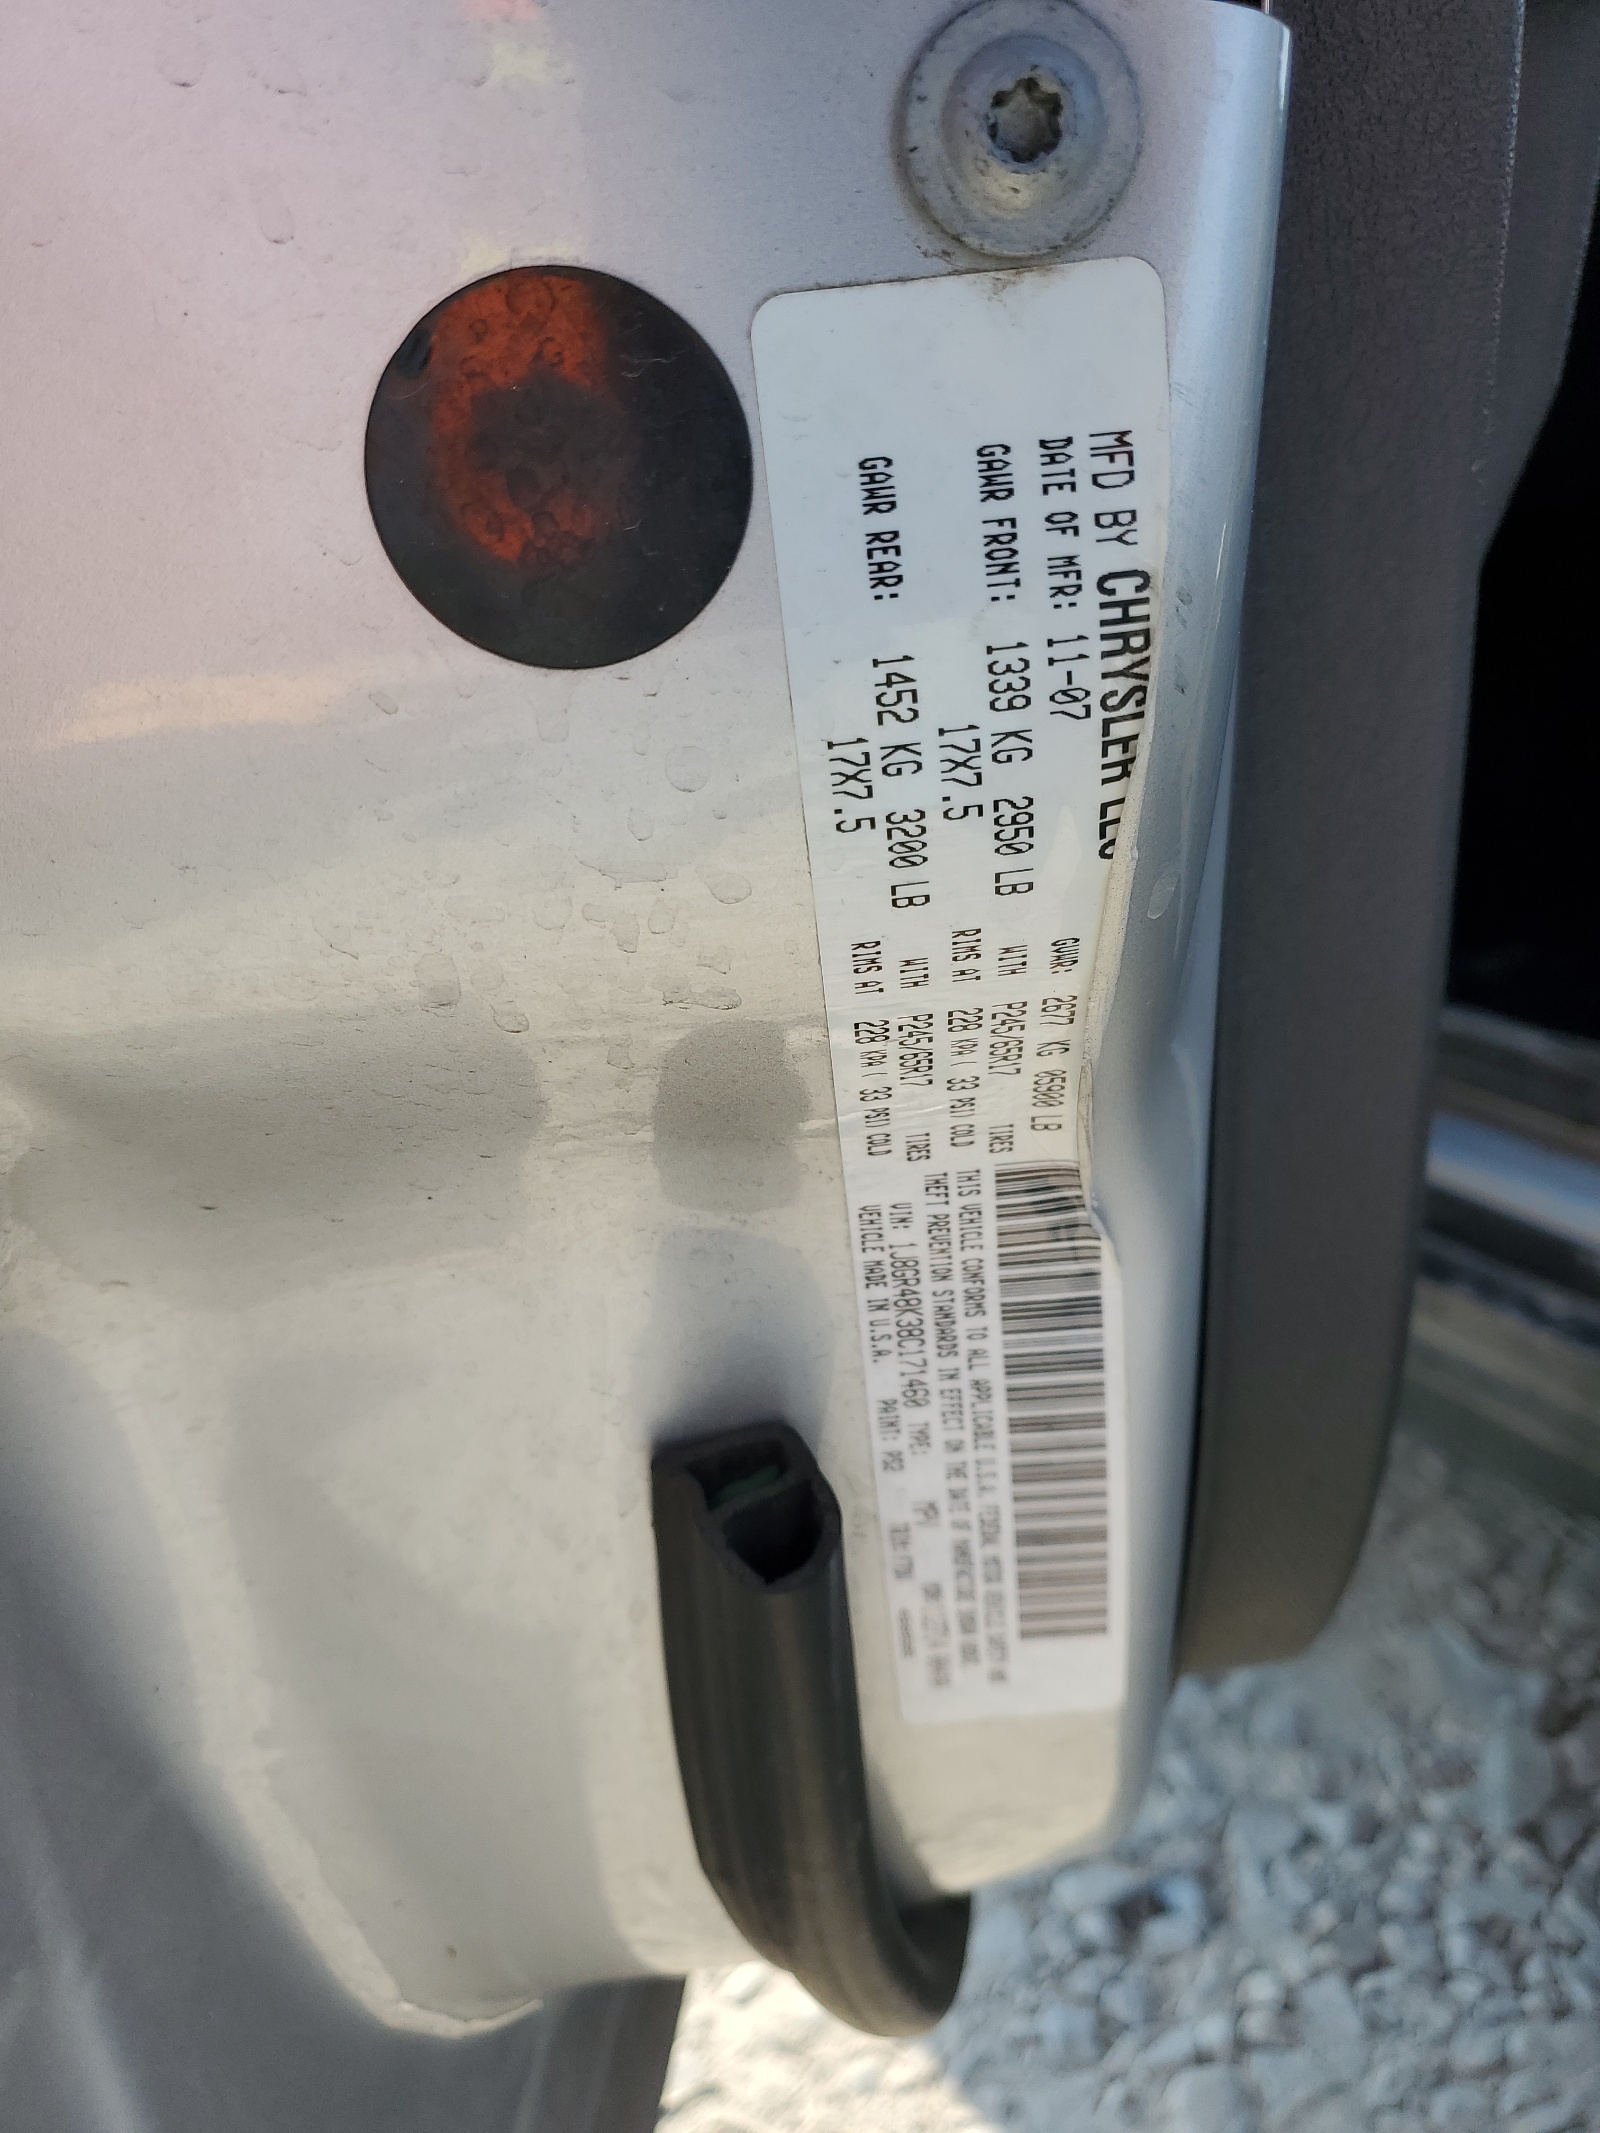 MFD BY CHRYSLER LLC
DATE OF MFR: 11-07 GVWR: 2677 KG 05900 LB
GAWR FRONT: 1339 KG 2950 LB WITH P245/65R17 TIRES
17X7.5 RIMS AT 228 KPA ( 33 PSI) COLD
GAWR REAR: 1452 KG 3200 LB WITH P245/65R17 TIRES
17X7.5 RIMS AT 228 KPA ( 33 PSI) COLD
THIS VEHICLE CONFORMS TO ALL APPLICABLE U.S.A. FEDERAL MOTOR VEHICLE SAFETY AND
THEFT PREVENTION STANDARDS IN EFFECT ON THE DATE OF MANUFACTURE SHOWN ABOVE.
VIN: 1J8GR48K38C171460 TYPE: MPV
VEHICLE MADE IN U.S.A. PAINT: PS2